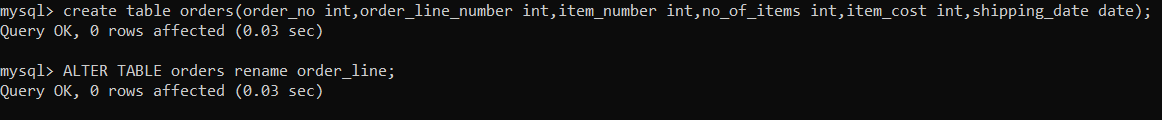 mysql> create table orders(order_no int,order_line_number int,item_number int,no_of_items int,item_cost int,shipping_date date);
Query OK, 0 rows affected (0.03 sec)
mysql> ALTER TABLE orders rename order_line;
Query OK, 0 rows affected (0.03 sec)